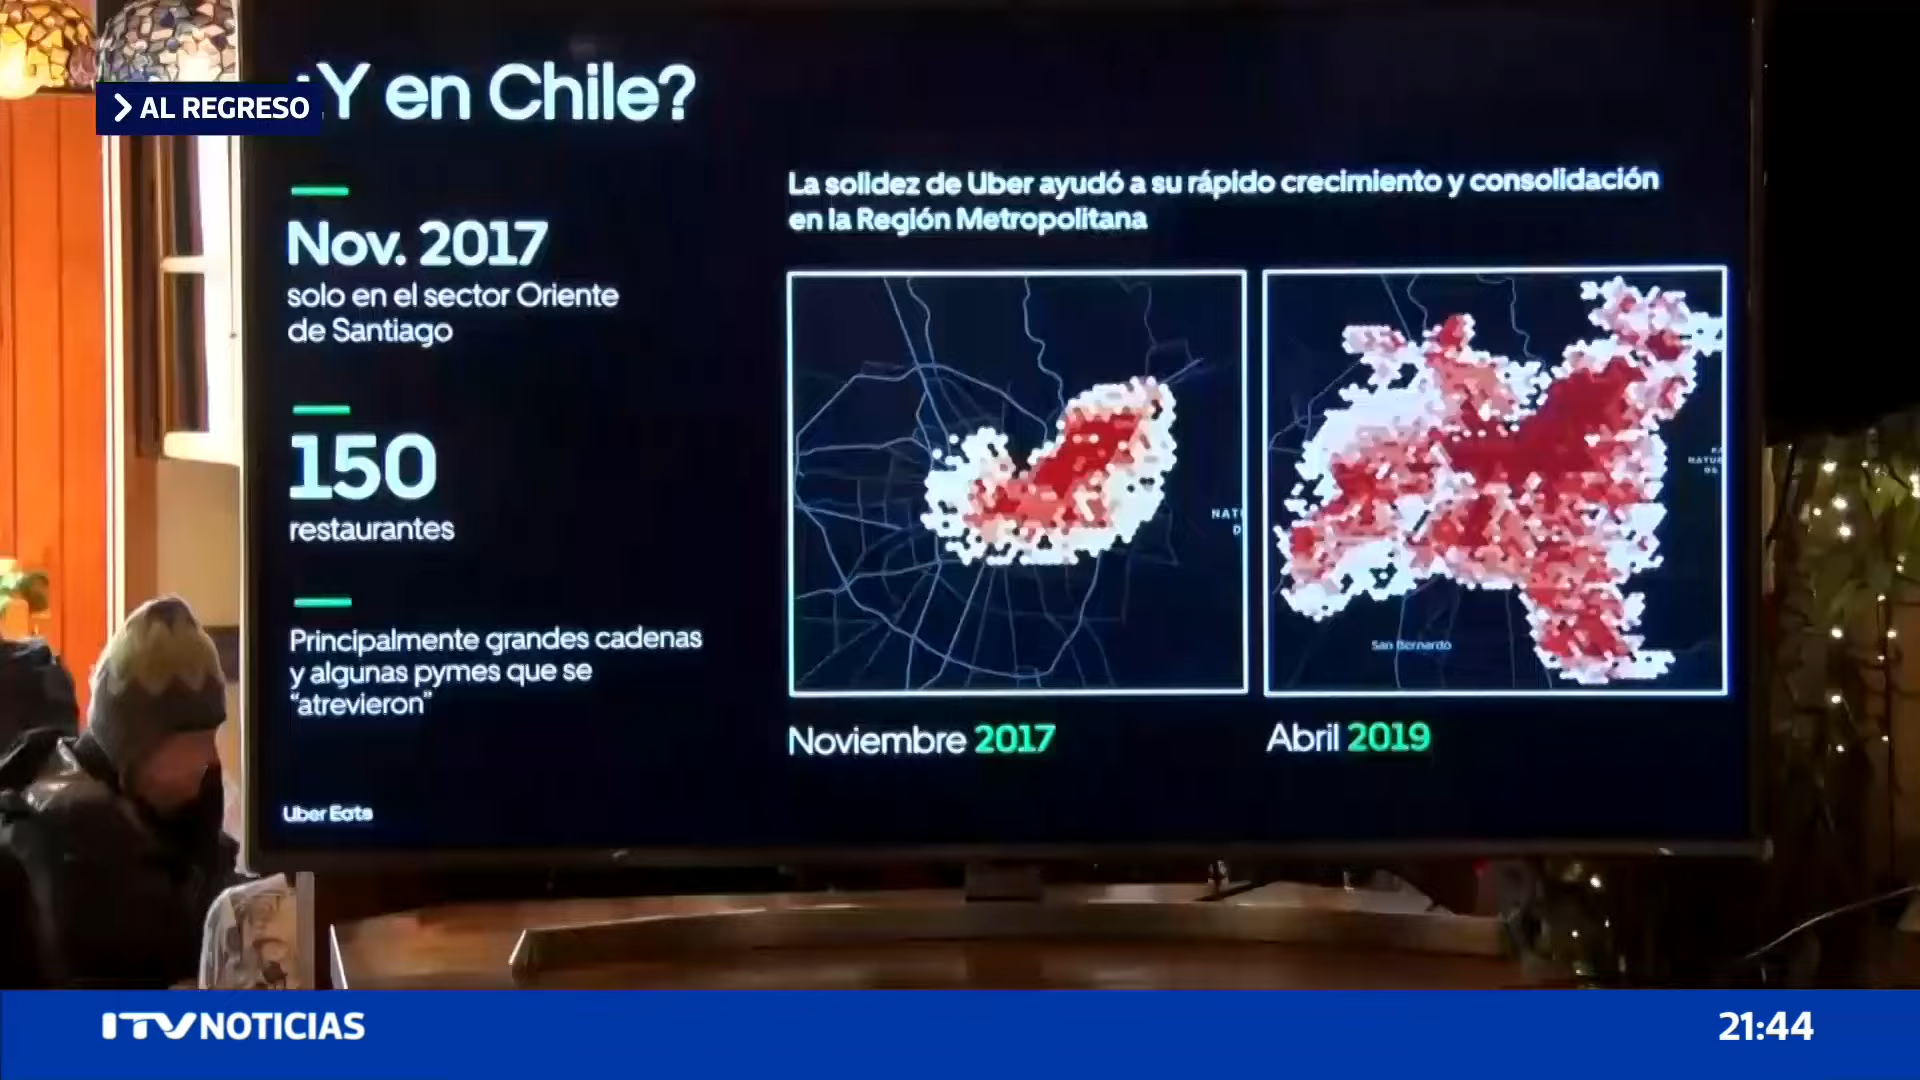 AL REGRESO
¿Y en Chile?
Nov. 2017
solo en el sector Oriente
de Santiago
150
restaurantes
Principalmente grandes cadenas
y algunas pymes que se
“atrevieron”
Uber Eats
La solidez de Uber ayudó a su rápido crecimiento y consolidación
en la Región Metropolitana
Noviembre 2017
San Bernardo
Abril 2019
ITV NOTICIAS
21:44